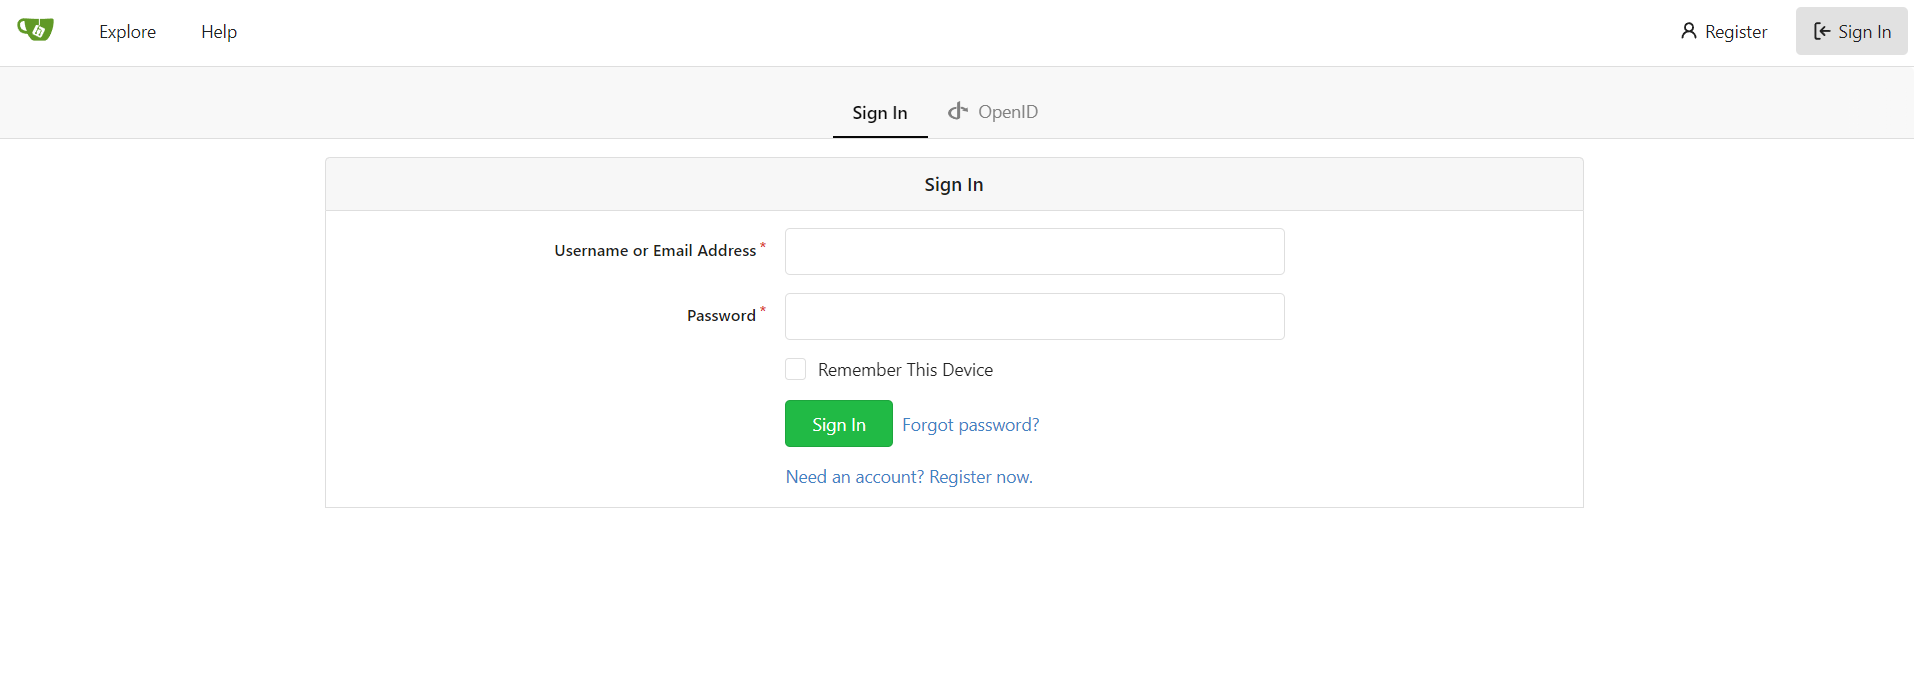 Explore Help Register Sign In
Sign In OpenID
Sign In
Username or Email Address *
Password *
Remember This Device
Sign In Forgot password?
Need an account? Register now.